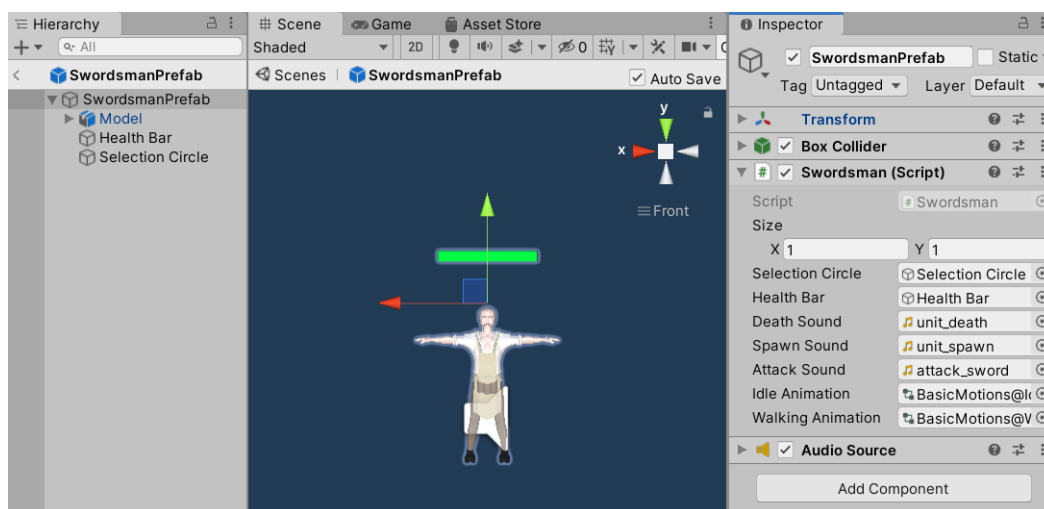 Hierarchy
All
SwordsmanPrefab
SwordsmanPrefab
Model
Health Bar
Selection Circle
Scene Game Asset Store
Shaded 2D 0
Scenes SwordsmanPrefab Auto Save
y
x
Front
Inspector
SwordsmanPrefab Static
Tag Untagged Layer Default
Transform
Box Collider
# Swordsman (Script)
Script # Swordsman
Size
X 1 Y 1
Selection Circle Selection Circle
Health Bar Health Bar
Death Sound unit_death
Spawn Sound unit_spawn
Attack Sound attack_sword
Idle Animation BasicMotions@I
Walking Animation BasicMotions@W
Audio Source
Add Component